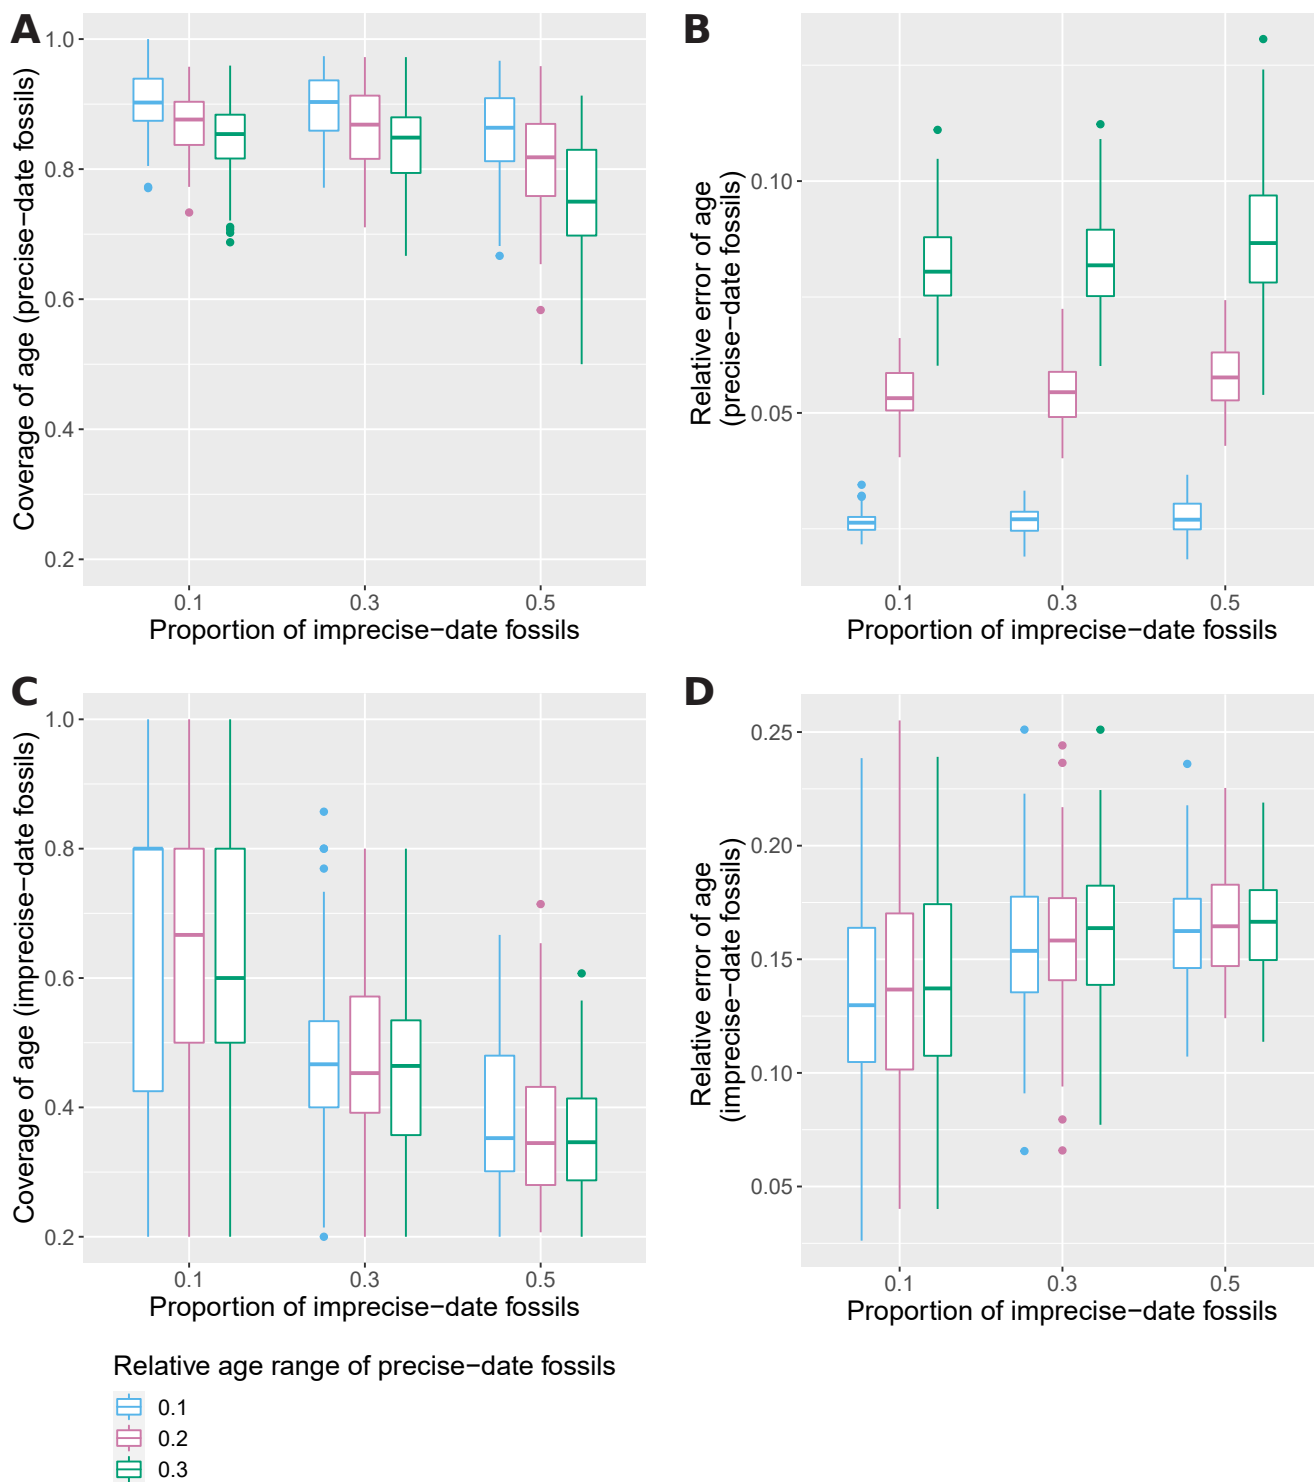 A
Coverage of age (precise−date fossils)
1.0
0.8
0.6
0.4
0.2
0.1
0.3
0.5
Proportion of imprecise−date fossils
B
Relative error of age
(precise−date fossils)
0.10
0.05
0.1
0.3
0.5
Proportion of imprecise−date fossils
C
Coverage of age (imprecise−date fossils)
1.0
0.8
0.6
0.4
0.2
0.1
0.3
0.5
Proportion of imprecise−date fossils
D
Relative error of age
(imprecise−date fossils)
0.25
0.20
0.15
0.10
0.05
0.1
0.3
0.5
Proportion of imprecise−date fossils
Relative age range of precise−date fossils
0.1
0.2
0.3